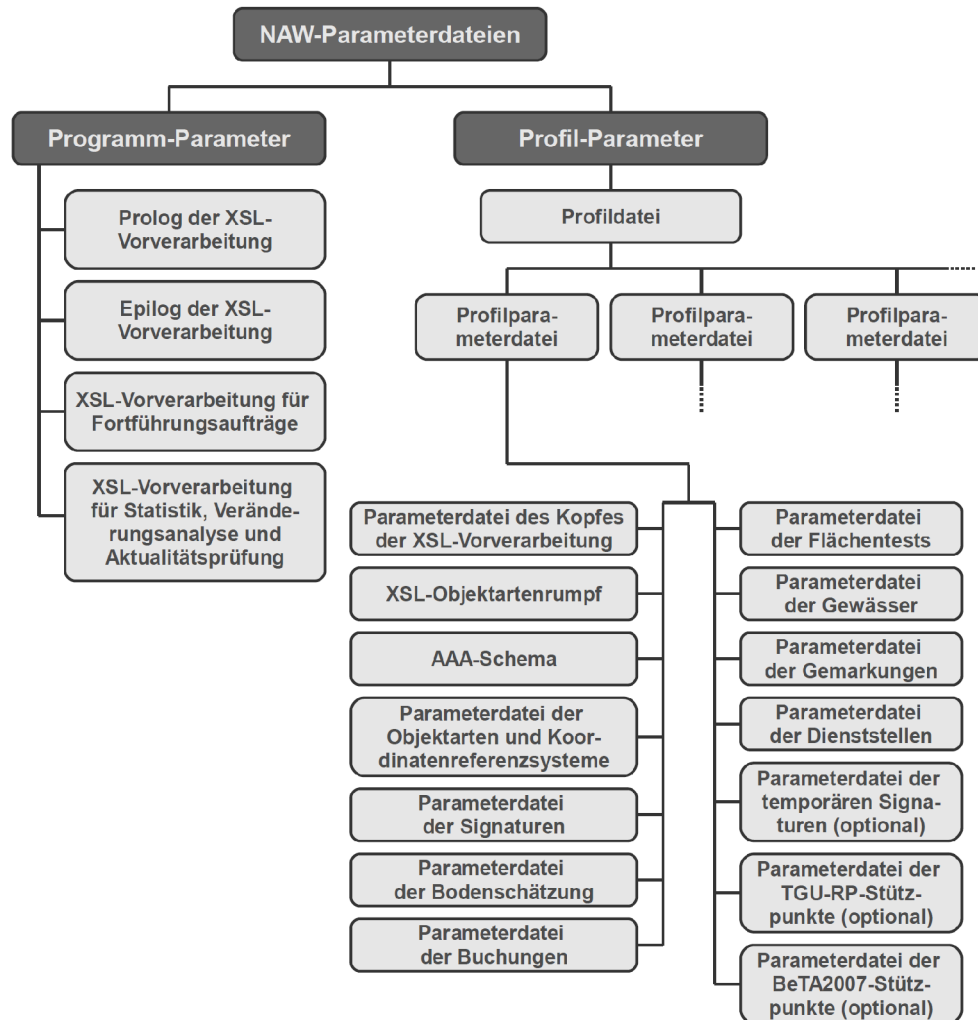 NAW-Parameterdateien
Programm-Parameter
Prolog der XSL-
Vorverarbeitung
Epilog der XSL-
Vorverarbeitung
XSL-Vorverarbeitung für
Fortführungsaufträge
XSL-Vorverarbeitung
für Statistik, Verände-
rungsanalyse und
Aktualitätsprüfung
Profil-Parameter
Profildatei
Profilpara-
meterdatei
Profilpara-
meterdatei
Profilpara-
meterdatei
Parameterdatei des Kopfes
der XSL-Vorverarbeitung
XSL-Objektartenrumpf
AAA-Schema
Parameterdatei der
Objektarten und Koor-
dinatenreferenzsysteme
Parameterdatei
der Signaturen
Parameterdatei
der Bodenschätzung
Parameterdatei
der Buchungen
Parameterdatei
der Flächentests
Parameterdatei
der Gewässer
Parameterdatei
der Gemarkungen
Parameterdatei
der Dienststellen
Parameterdatei der
temporären Signa-
turen (optional)
Parameterdatei der
TGU-RP-Stütz-
punkte (optional)
Parameterdatei der
BeTA2007-Stütz-
punkte (optional)